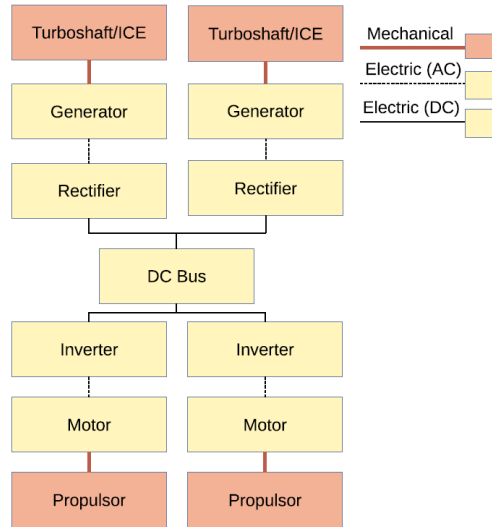 Turboshaft/ICE
Turboshaft/ICE
Mechanical
Electric (AC)
Electric (DC)
Generator
Generator
Rectifier
Rectifier
DC Bus
Inverter
Inverter
Motor
Motor
Propulsor
Propulsor